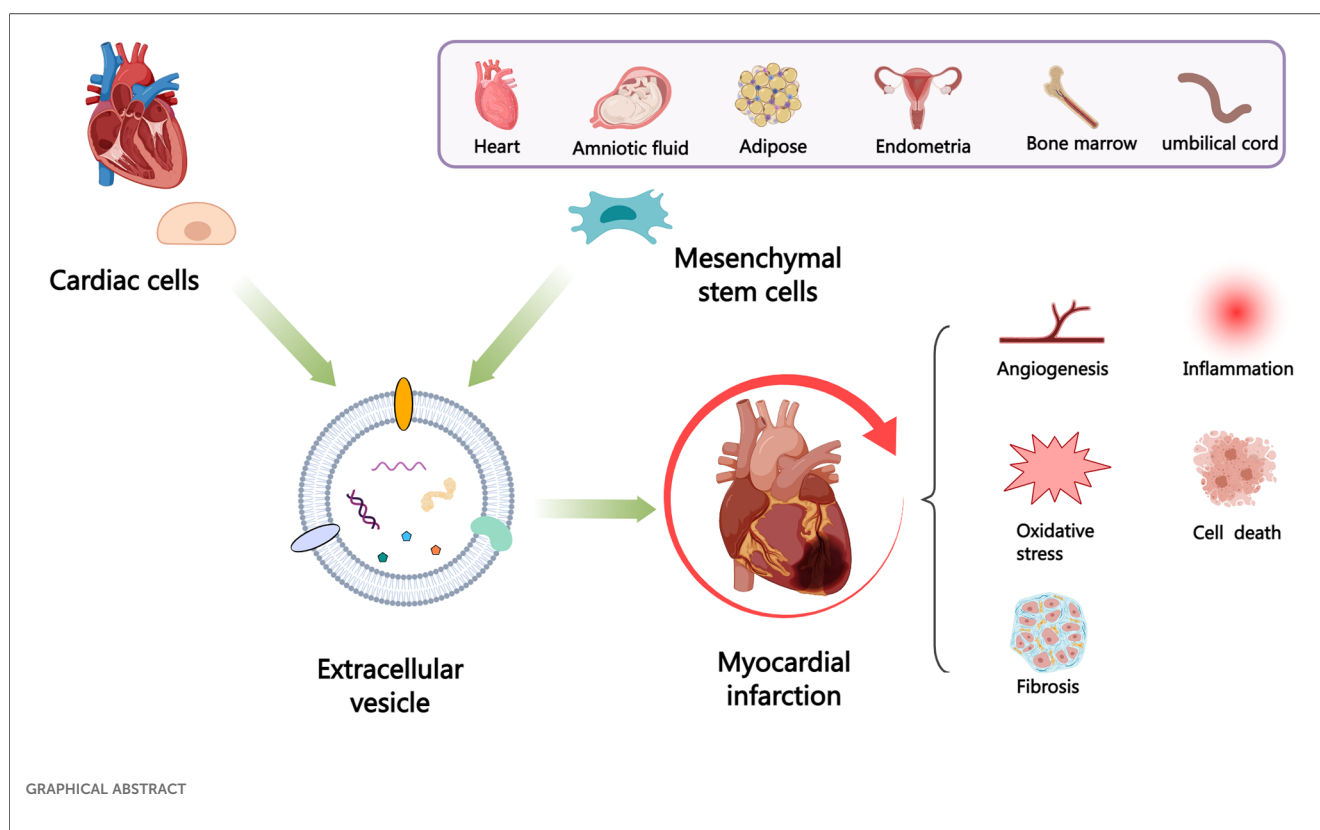 Heart
Amniotic fluid
Adipose
Endometria
Bone marrow
umbilical cord
Cardiac cells
Mesenchymal
stem cells
Angiogenesis
Inflammation
Oxidative
stress
Cell death
Extracellular
vesicle
Myocardial
infarction
Fibrosis
GRAPHICAL ABSTRACT